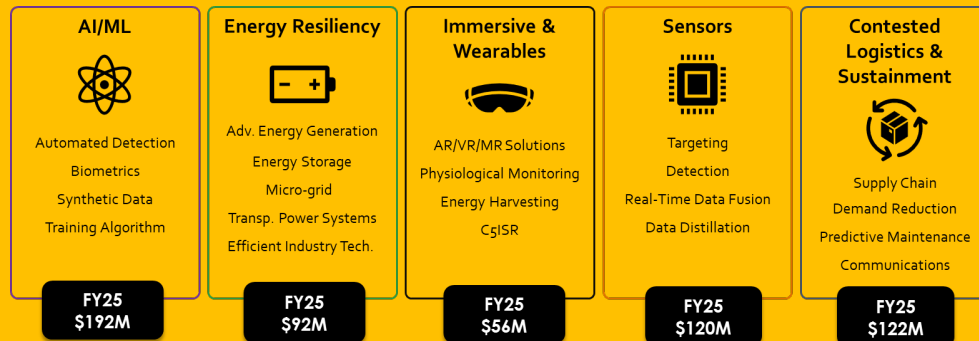 AI/ML
Automated Detection
Biometrics
Synthetic Data
Training Algorithm
FY25
$192M
Energy Resiliency
- +
Adv. Energy Generation
Energy Storage
Micro-grid
Transp. Power Systems
Efficient Industry Tech.
FY25
$92M
Immersive &
Wearables
AR/VR/MR Solutions
Physiological Monitoring
Energy Harvesting
C5ISR
FY25
$56M
Sensors
Targeting
Detection
Real-Time Data Fusion
Data Distillation
FY25
$120M
Contested
Logistics &
Sustainment
Supply Chain
Demand Reduction
Predictive Maintenance
Communications
FY25
$122M